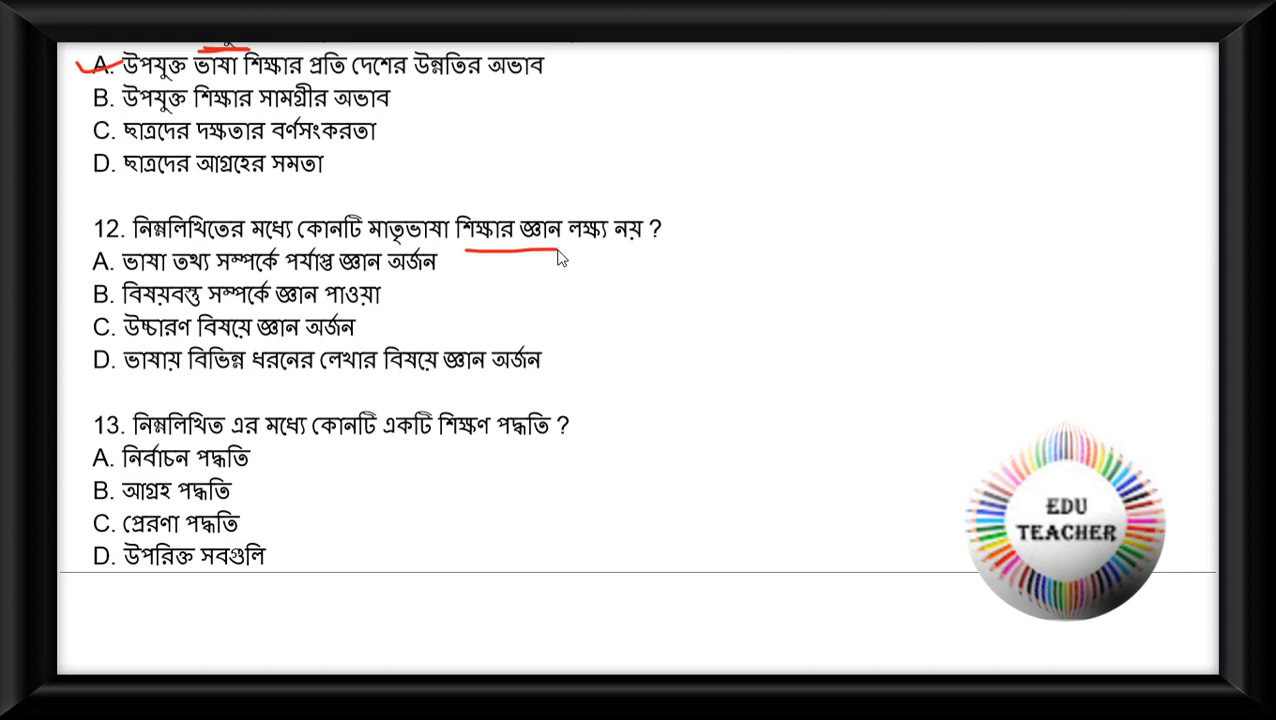 A. উপযুক্ত ভাষা শিক্ষার প্রতি দেশের উন্নতির অভাব
B. উপযুক্ত শিক্ষার সামগ্রীর অভাব
C. ছাত্রদের দক্ষতার বর্ণসংকরতা
D. ছাত্রদের আগ্রহের সমতা
12. নিম্নলিখিতের মধ্যে কোনটি মাতৃভাষা শিক্ষার জ্ঞান লক্ষ্য নয় ?
A. ভাষা তথ্য সম্পর্কে পর্যাপ্ত জ্ঞান অর্জন
B. বিষয়বস্তু সম্পর্কে জ্ঞান পাওয়া
C. উচ্চারণ বিষয়ে জ্ঞান অর্জন
D. ভাষায় বিভিন্ন ধরনের লেখার বিষয়ে জ্ঞান অর্জন
13. নিম্নলিখিত এর মধ্যে কোনটি একটি শিক্ষণ পদ্ধতি ?
A. নির্বাচন পদ্ধতি
B. আগ্রহ পদ্ধতি
C. প্রেরণা পদ্ধতি
D. উপরিক্ত সবগুলি
EDU
TEACHER